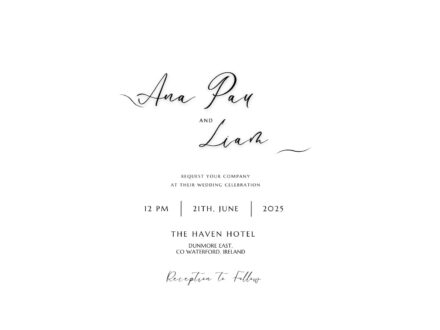 Ana Pau
AND
Liam
REQUEST YOUR COMPANY
AT THEIR WEDDING CELEBRATION
12 PM | 21TH, JUNE | 2025
THE HAVEN HOTEL
DUNMORE EAST,
CO WATERFORD, IRELAND
Reception to Follow